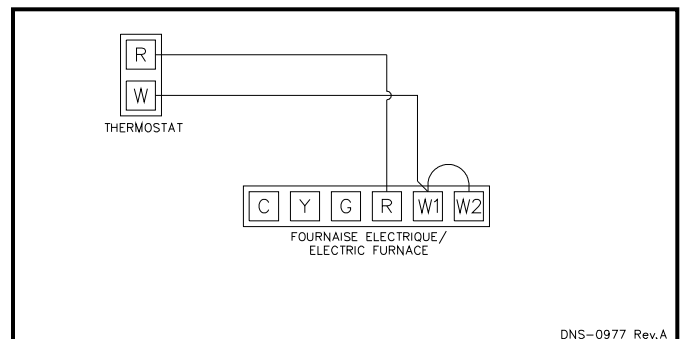 R
W
THERMOSTAT
C Y G R W1 W2
FOURNAISE ELECTRIQUE/
ELECTRIC FURNACE
DNS-0977 Rev.A